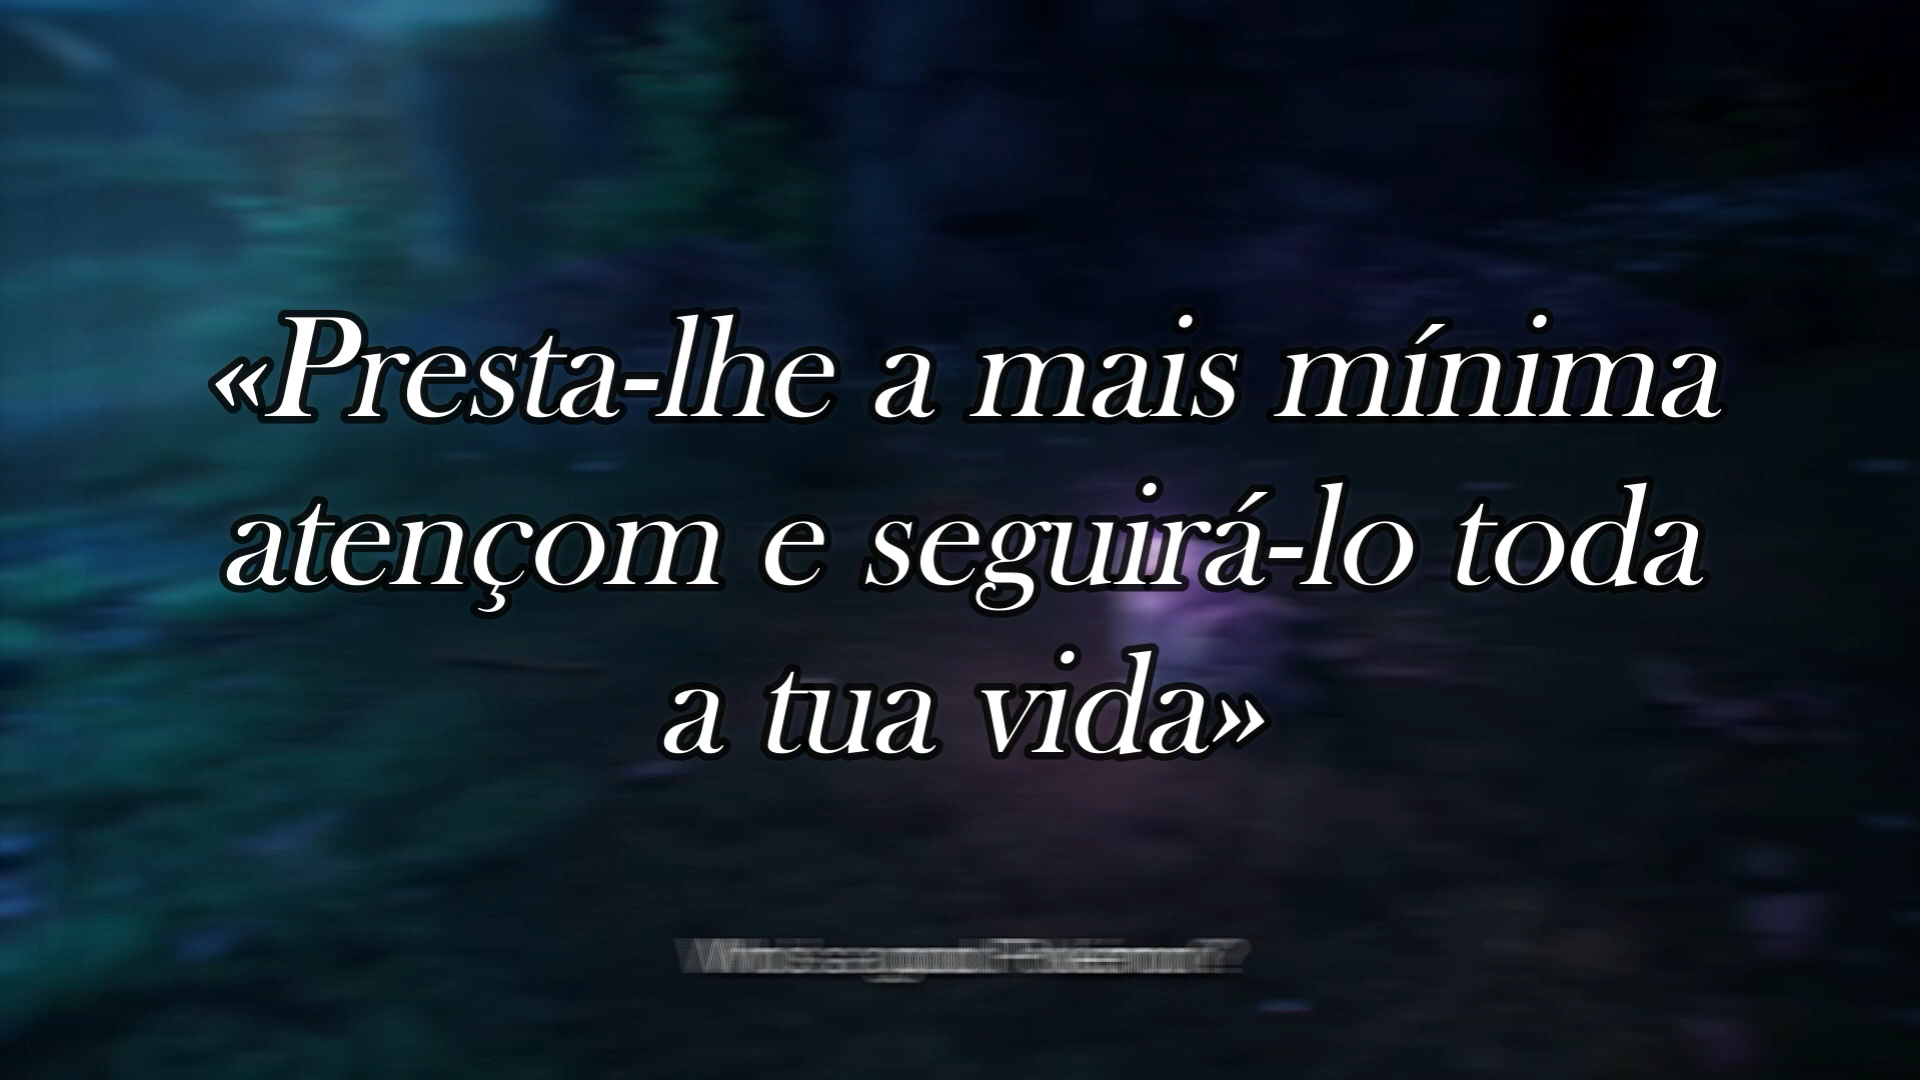 «Presta-lhe a mais mínima
atençom e seguirá-lo toda
a tua vida»